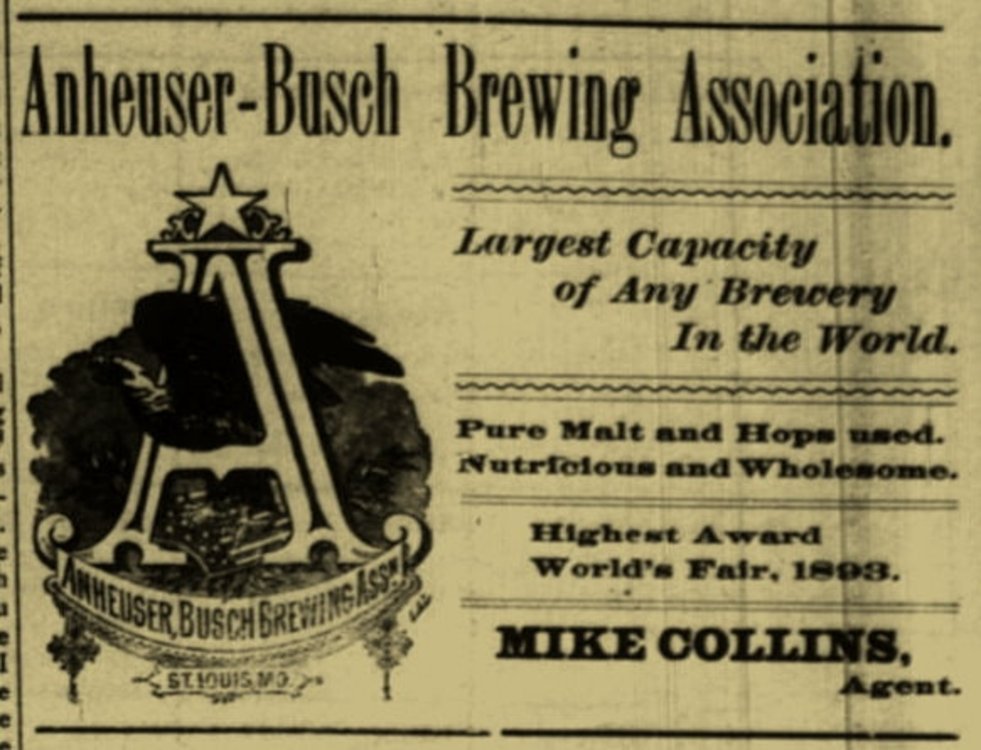 Anheuser-Busch Brewing Association.
Largest Capacity
of Any Brewery
In the World.
Pure Malt and Hops used.
Nutricious and Wholesome.
Highest Award
World's Fair, 1893.
MIKE COLLINS,
Agent.
A
ANHEUSER, BUSCH BREWING ASS'N
ST. LOUIS, MO.